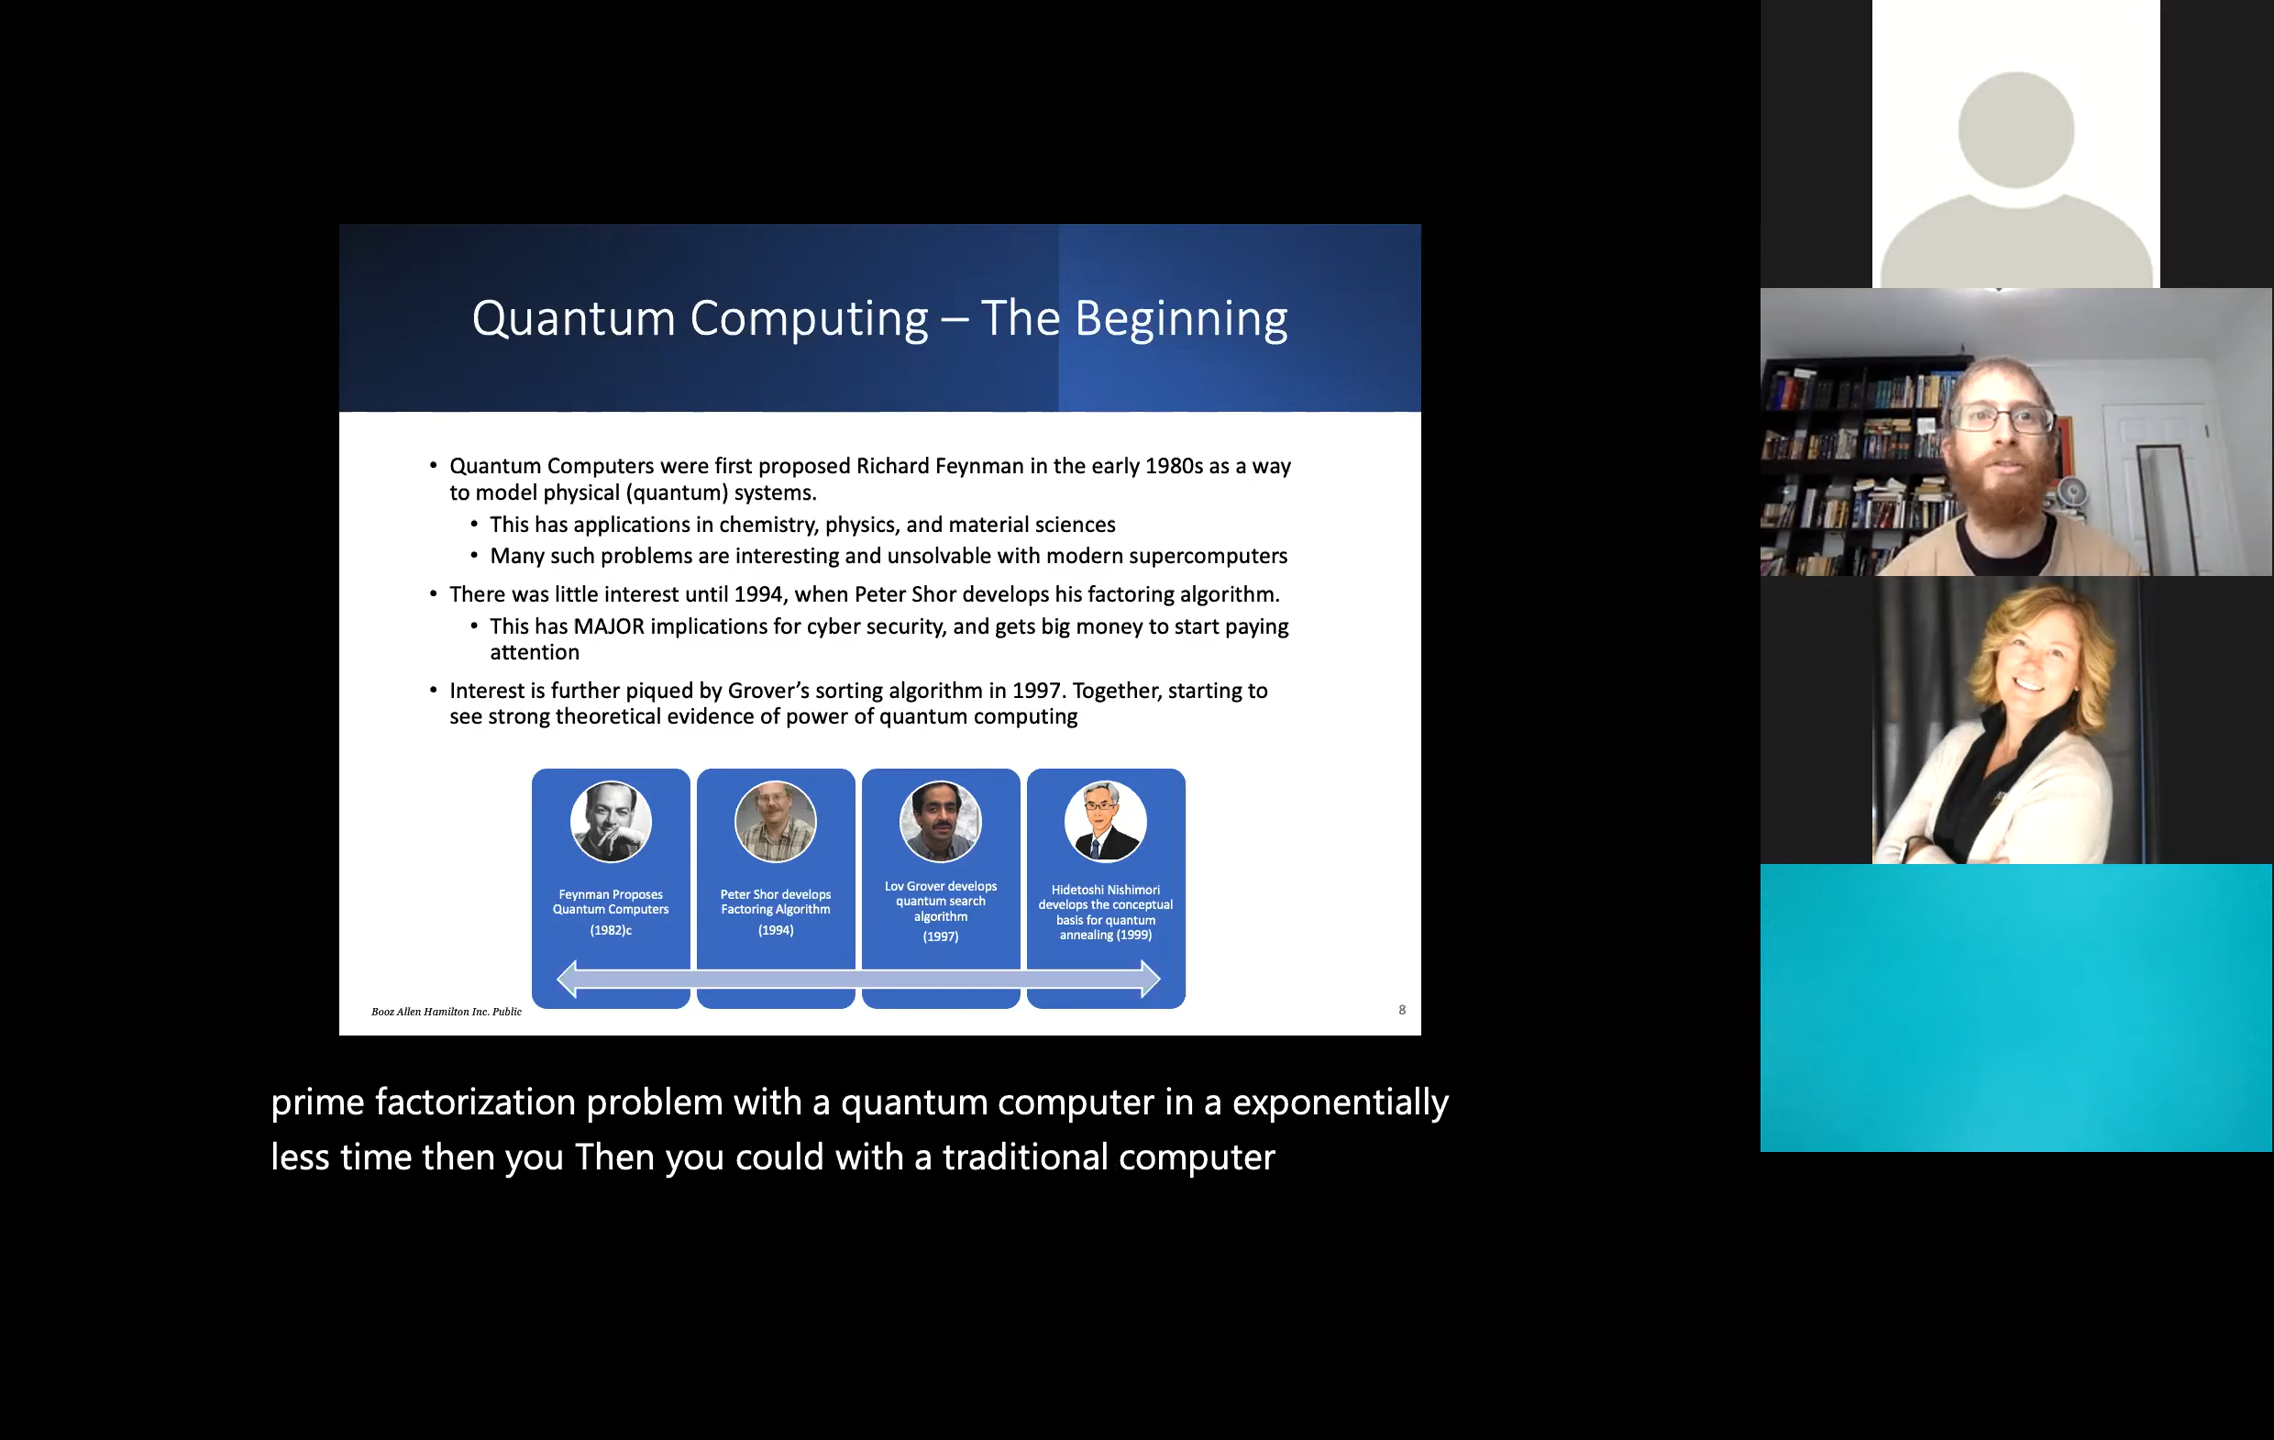 Quantum Computing – The Beginning
• Quantum Computers were first proposed Richard Feynman in the early 1980s as a way
to model physical (quantum) systems.
• This has applications in chemistry, physics, and material sciences
• Many such problems are interesting and unsolvable with modern supercomputers
• There was little interest until 1994, when Peter Shor develops his factoring algorithm.
• This has MAJOR implications for cyber security, and gets big money to start paying
attention
• Interest is further piqued by Grover’s sorting algorithm in 1997. Together, starting to
see strong theoretical evidence of power of quantum computing
Feynman Proposes
Quantum Computers
(1982)c
Peter Shor develops
Factoring Algorithm
(1994)
Lov Grover develops
quantum search
algorithm
(1997)
Hidetoshi Nishimori
develops the conceptual
basis for quantum
annealing (1999)
Booz Allen Hamilton Inc. Public
8
prime factorization problem with a quantum computer in a exponentially
less time then you Then you could with a traditional computer